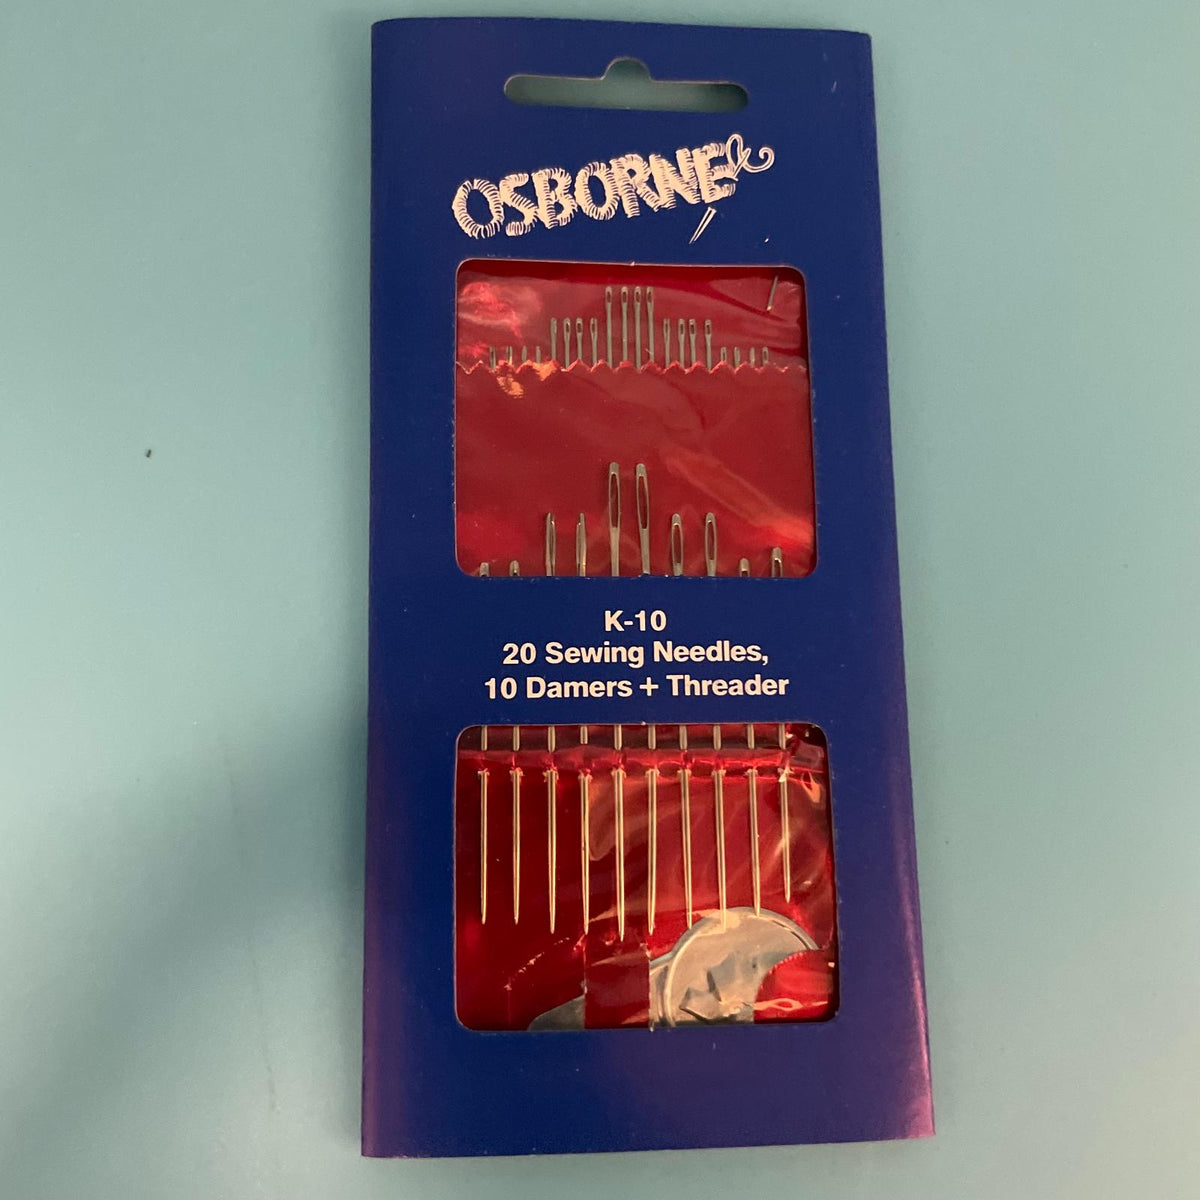 OSBORNE
K-10
20 Sewing Needles,
10 Damers + Threader